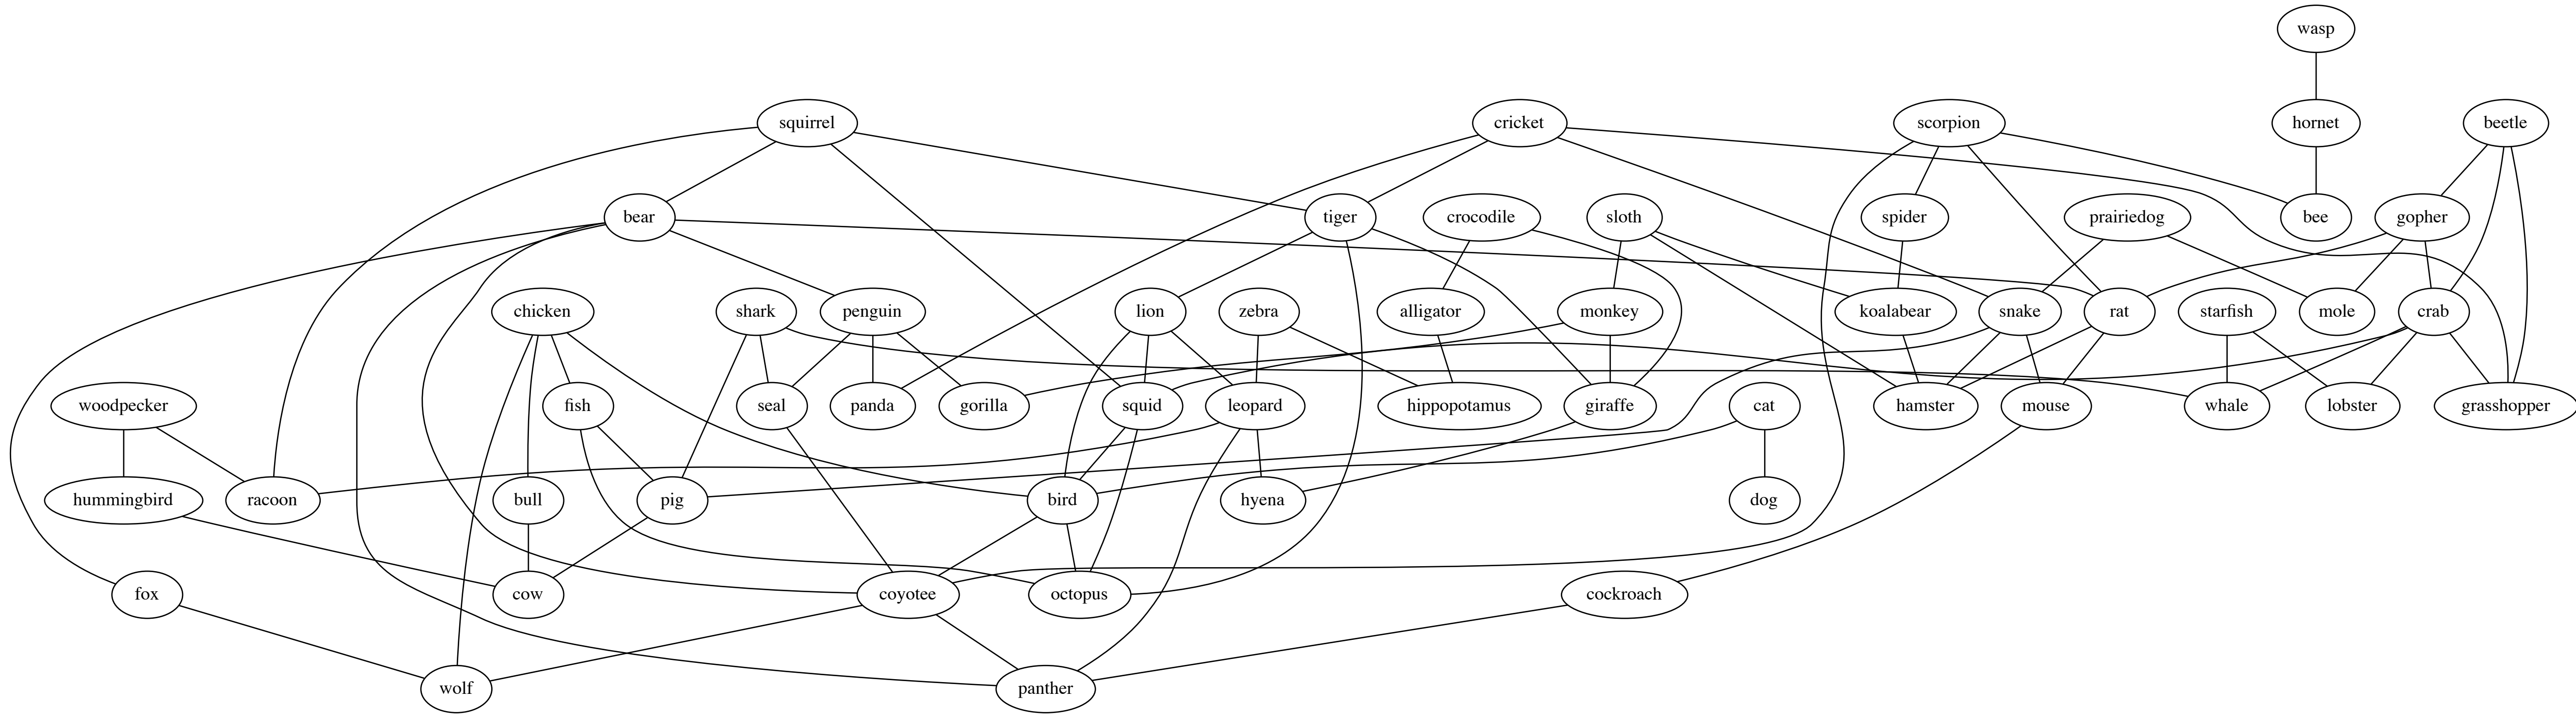 wasp
squirrel
cricket
scorpion
hornet
beetle
bear
tiger
crocodile
sloth
spider
prairiedog
bee
gopher
chicken
shark
penguin
lion
zebra
alligator
monkey
koalabear
snake
rat
starfish
mole
crab
woodpecker
fish
seal
panda
gorilla
squid
leopard
hippopotamus
giraffe
cat
hamster
mouse
whale
lobster
grasshopper
hummingbird
racoon
bull
pig
bird
hyena
dog
fox
cow
coyotee
octopus
cockroach
wolf
panther